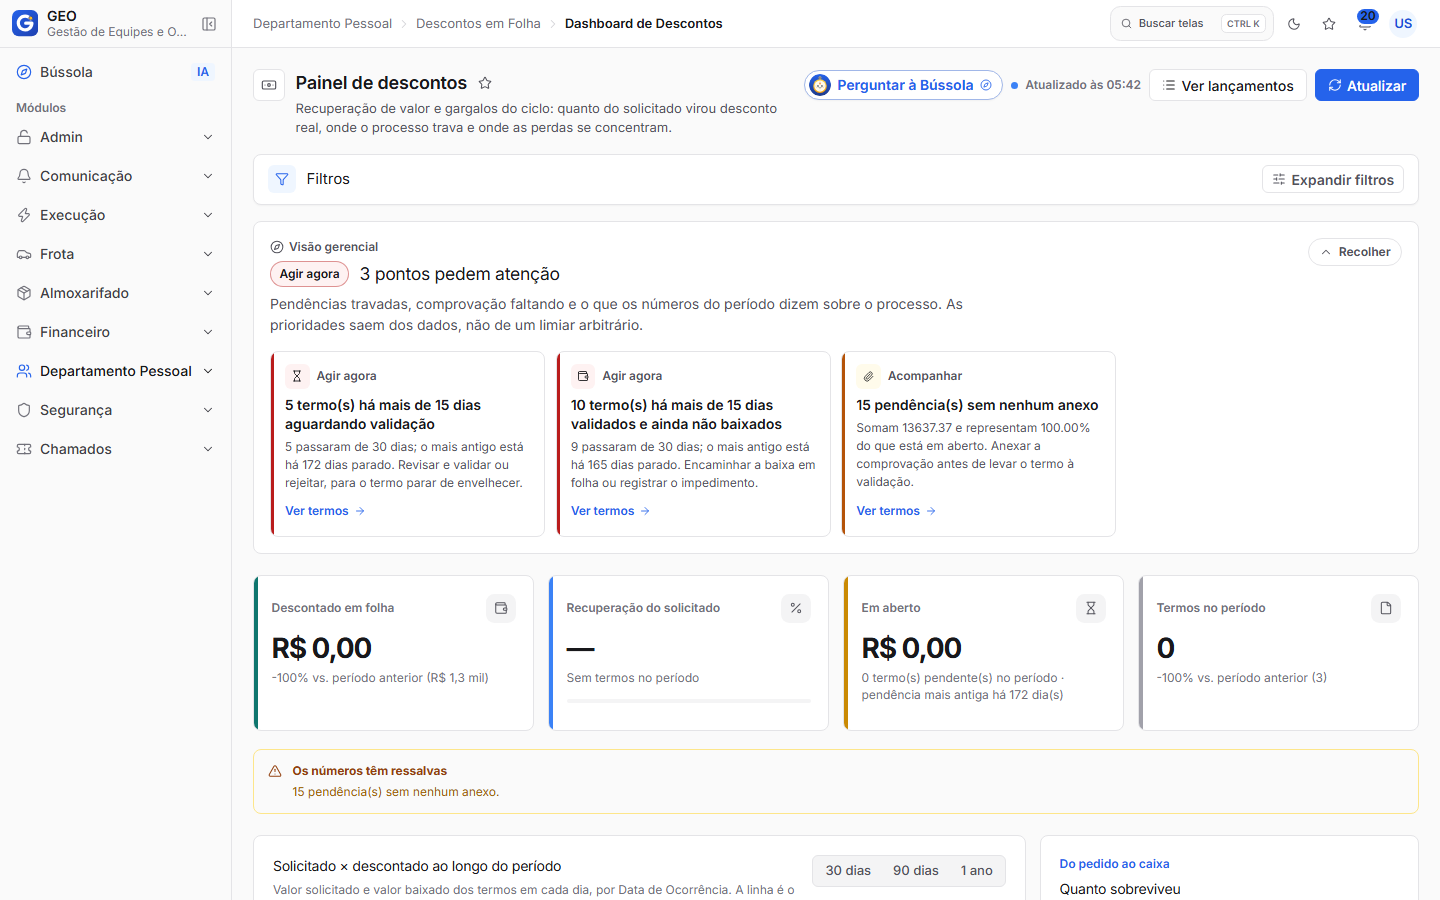 GEO
Gestão de Equipes e O...
Departamento Pessoal
Descontos em Folha
Dashboard de Descontos
Buscar telas
CTRL K
20
US
Bússola
IA
Módulos
Admin
Comunicação
Execução
Frota
Almoxarifado
Financeiro
Departamento Pessoal
Segurança
Chamados
Painel de descontos
Recuperação de valor e gargalos do ciclo: quanto do solicitado virou desconto
real, onde o processo trava e onde as perdas se concentram.
Perguntar à Bússola
Atualizado às 05:42
Ver lançamentos
Atualizar
Filtros
Expandir filtros
Visão gerencial
Recolher
Agir agora
3 pontos pedem atenção
Pendências travadas, comprovação faltando e o que os números do período dizem sobre o processo. As
prioridades saem dos dados, não de um limiar arbitrário.
Agir agora
5 termo(s) há mais de 15 dias
aguardando validação
5 passaram de 30 dias; o mais antigo está
há 172 dias parado. Revisar e validar ou
rejeitar, para o termo parar de envelhecer.
Ver termos
Agir agora
10 termo(s) há mais de 15 dias
validados e ainda não baixados
9 passaram de 30 dias; o mais antigo está
há 165 dias parado. Encaminhar a baixa em
folha ou registrar o impedimento.
Ver termos
Acompanhar
15 pendência(s) sem nenhum anexo
Somam 13637.37 e representam 100.00%
do que está em aberto. Anexar a
comprovação antes de levar o termo à
validação.
Ver termos
Descontado em folha
R$ 0,00
-100% vs. período anterior (R$ 1,3 mil)
Recuperação do solicitado
—
Sem termos no período
Em aberto
R$ 0,00
0 termo(s) pendente(s) no período ·
pendência mais antiga há 172 dia(s)
Termos no período
0
-100% vs. período anterior (3)
Os números têm ressalvas
15 pendência(s) sem nenhum anexo.
Solicitado × descontado ao longo do período
Valor solicitado e valor baixado dos termos em cada dia, por Data de Ocorrência. A linha é o
30 dias
90 dias
1 ano
Do pedido ao caixa
Quanto sobreviveu